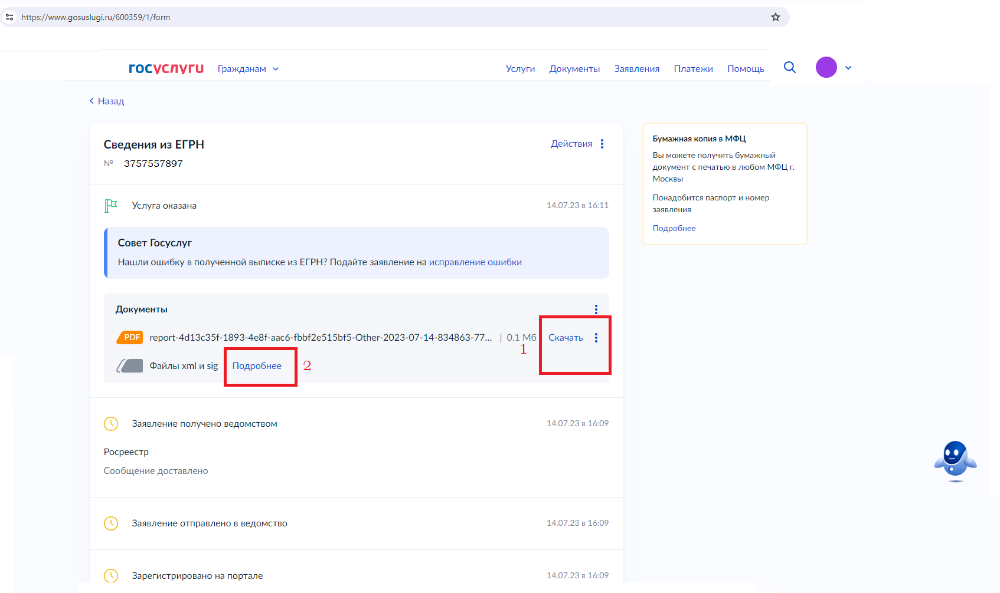 https://www.gosuslugi.ru/600359/1/form
госуслуги Гражданам Услуги Документы Заявления Платежи Помощь
Назад
Сведения из ЕГРН Действия
№ 3757557897
Услуга оказана 14.07.23 в 16:11
Совет Госуслуг
Нашли ошибку в полученной выписке из ЕГРН? Подайте заявление на исправление ошибки
Документы
PDF report-4d13c35f-1893-4e8f-aac6-fbbf2e515bf5-Other-2023-07-14-834863-77... | 0.1 Мб Скачать
1
Файлы xml и sig Подробнее 2
Заявление получено ведомством 14.07.23 в 16:09
Росреестр
Сообщение доставлено
Заявление отправлено в ведомство 14.07.23 в 16:09
Зарегистрировано на портале 14.07.23 в 16:09
Бумажная копия в МФЦ
Вы можете получить бумажный
документ с печатью в любом МФЦ г.
Москвы
Понадобится паспорт и номер
заявления
Подробнее